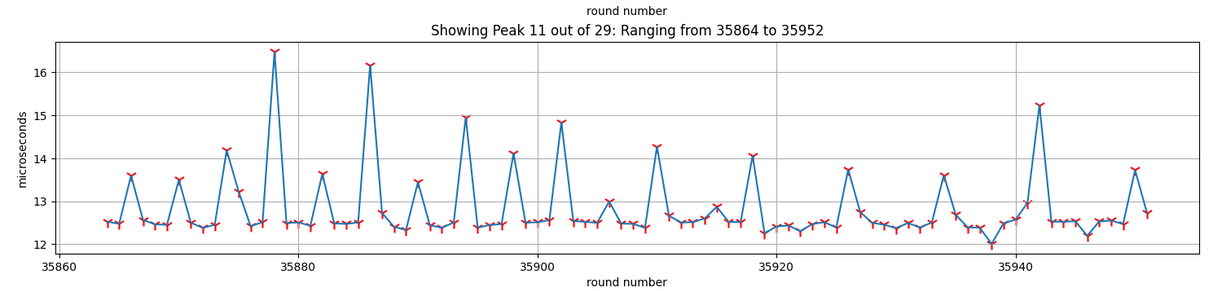 round number
Showing Peak 11 out of 29: Ranging from 35864 to 35952
16
15
14
13
12
microseconds
35860 35880 35900 35920 35940
round number